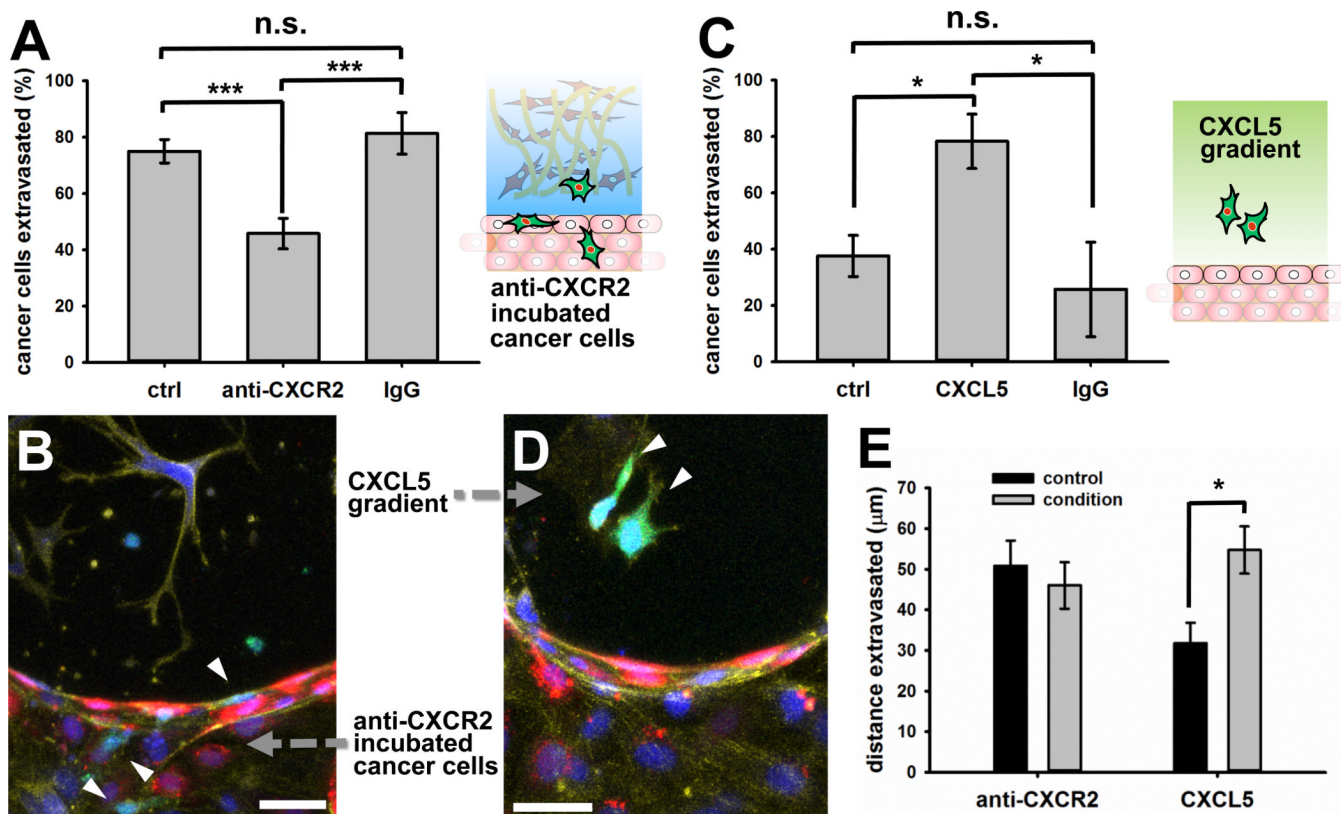 A
n.s.
***
***
cancer cells extravasated (%)
100
80
60
40
20
0
ctrl
anti-CXCR2
IgG
anti-CXCR2
incubated
cancer cells
C
n.s.
*
*
cancer cells extravasated (%)
100
80
60
40
20
0
ctrl
CXCL5
IgG
CXCL5
gradient
B
CXCL5
gradient
anti-CXCR2
incubated
cancer cells
D
E
control
condition
*
distance extravasated (μm)
70
60
50
40
30
20
10
0
anti-CXCR2
CXCL5